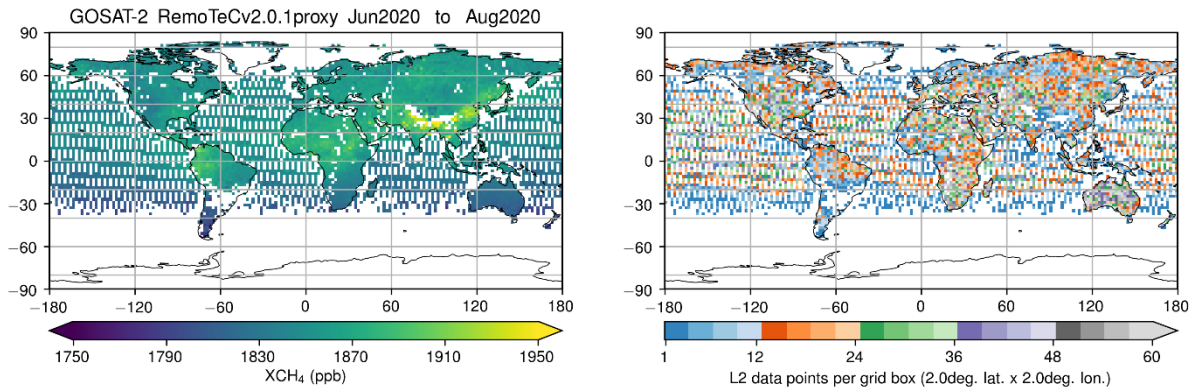 GOSAT-2 RemoTeCv2.0.1proxy Jun2020 to Aug2020
90
60
30
0
−30
−60
−90
−180 −120 −60 0 60 120 180
1750 1790 1830 1870 1910 1950
XCH₄ (ppb)
90
60
30
0
−30
−60
−90
−180 −120 −60 0 60 120 180
1 12 24 36 48 60
L2 data points per grid box (2.0deg. lat. x 2.0deg. lon.)